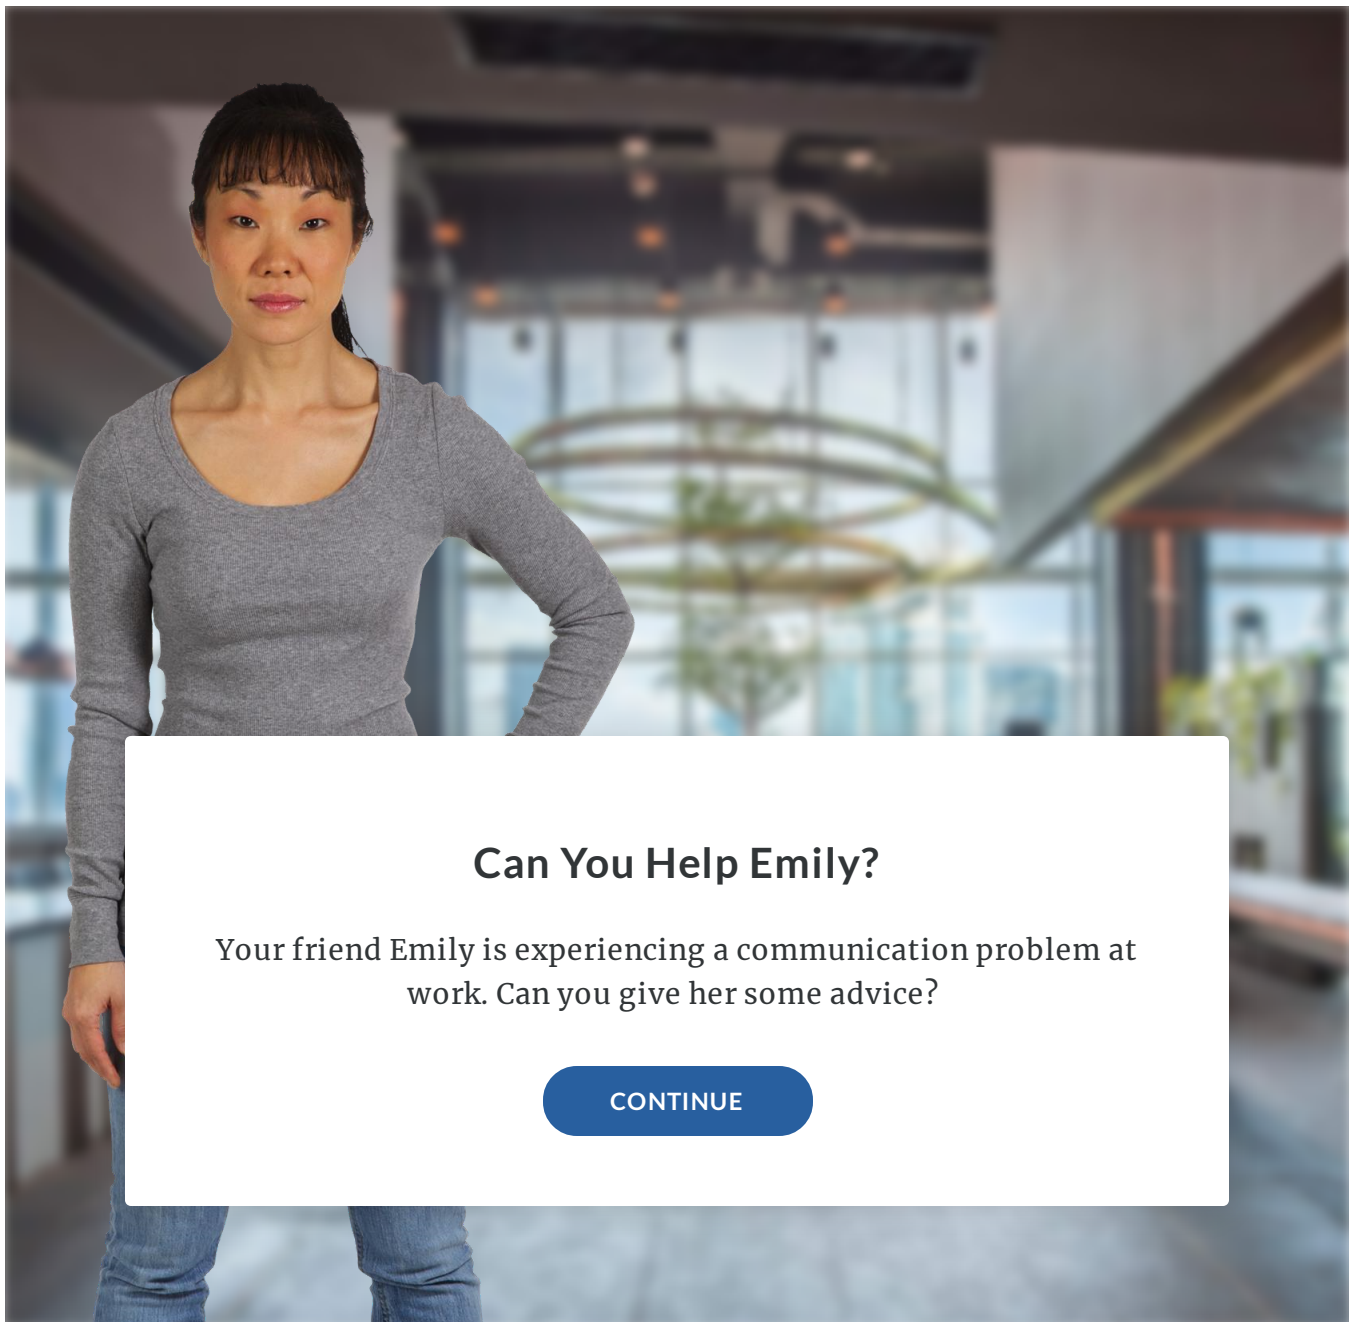 Can You Help Emily?
Your friend Emily is experiencing a communication problem at
work. Can you give her some advice?
CONTINUE